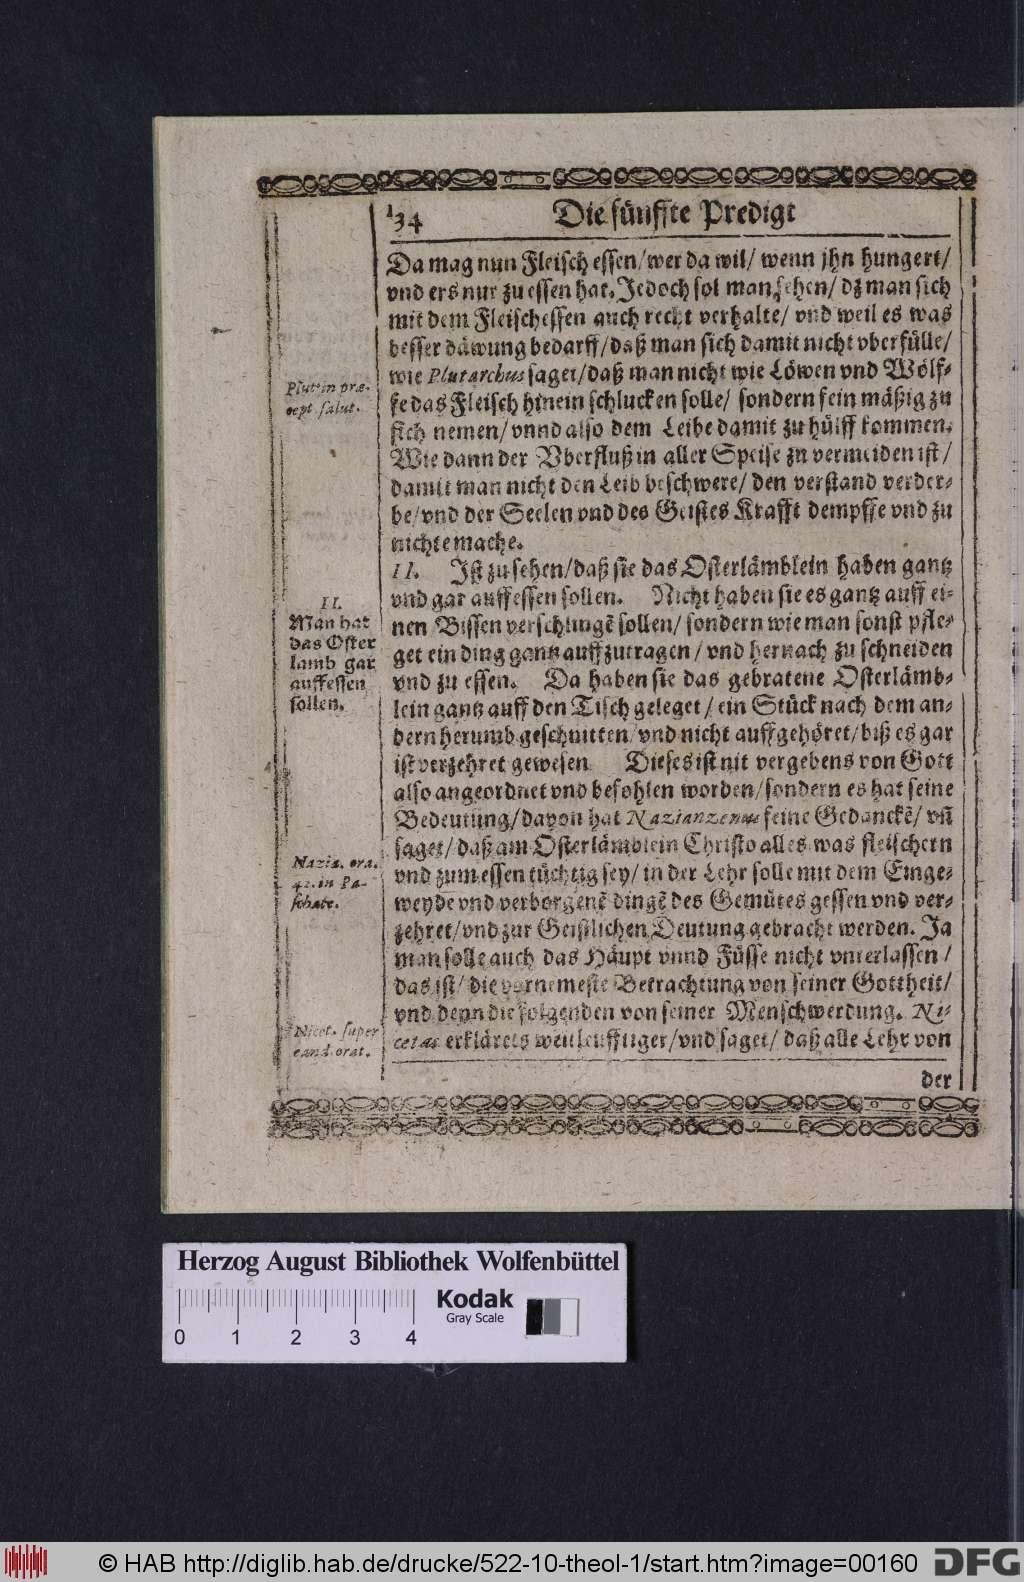 134 Die fünffte Predigt
Da mag nun Fleisch essen/wer da wil/ wenn jhn hungert/
vnd ers nur zu essen hat. Jedoch sol man sehen/ dz man sich
mit dem Fleischessen auch recht verhalte/ vnd weil es was
besser däwung bedarff/daß man sich damit nicht vberfülle/
wie Plutarchus saget/daß man nicht wie Löwen vnd Wölf-
fe das Fleisch hinein schlucken solle/ sondern fein mäßig zu
sich nemen/ vnnd also dem Leibe damit zu hülff kommen.
Wie dann der Vberfluß in aller Speise zu vermeiden ist/
damit man nicht den Leib beschwere/ den verstand verder-
be/vnd der Seelen vnd des Geistes Krafft dempffe vnd zu
nichte mache.
II. Ist zu sehen/daß sie das Osterlämblein haben gantz
vnd gar auffessen sollen. Nicht haben sie es gantz auff ei-
nen Bissen verschlingẽ sollen/ sondern wie man sonst pfle-
get ein ding gantz auffzutragen/ vnd hernach zu schneiden
vnd zu essen. Da haben sie das gebratene Osterlämb-
lein gantz auff den Tisch geleget/ ein Stück nach dem an-
dern herumb geschnitten/vnd nicht auffgehöret/biß es gar
ist verzehret gewesen Dieses ist nit vergebens von Gott
also angeordnet vnd befohlen worden/sondern es hat seine
Bedeutung/davon hat Nazianzenus seine Gedanckẽ/ vñ
saget/daß am Osterlämblein Christo alles was fleischern
vnd zum essen tüchtig sey/ in der Lehr solle mit dem Einge-
weyde vnd verborgenẽ dingẽ des Gemütes gessen vnd ver-
zehret/vnd zur Geistlichen Deutung gebracht werden. Ja
man solle auch das Häupt vnnd Füsse nicht vnterlassen/
das ist/ die vornemeste Betrachtung von seiner Gottheit/
vnd denn die folgenden von seiner Menschwerdung. Ni-
cetas erklärets weitleufftiger/vnd saget/ daß alle Lehr von
der
Plut. in præ-
cept. salut.
II.
Man hat
das Oster
lamb gar
auffessen
sollen.
Nazia. ora.
42. in Pa-
schate.
Nicet. super
eand. orat.
Herzog August Bibliothek Wolfenbüttel
Kodak
Gray Scale
0 1 2 3 4
© HAB http://diglib.hab.de/drucke/522-10-theol-1/start.htm?image=00160
DFG